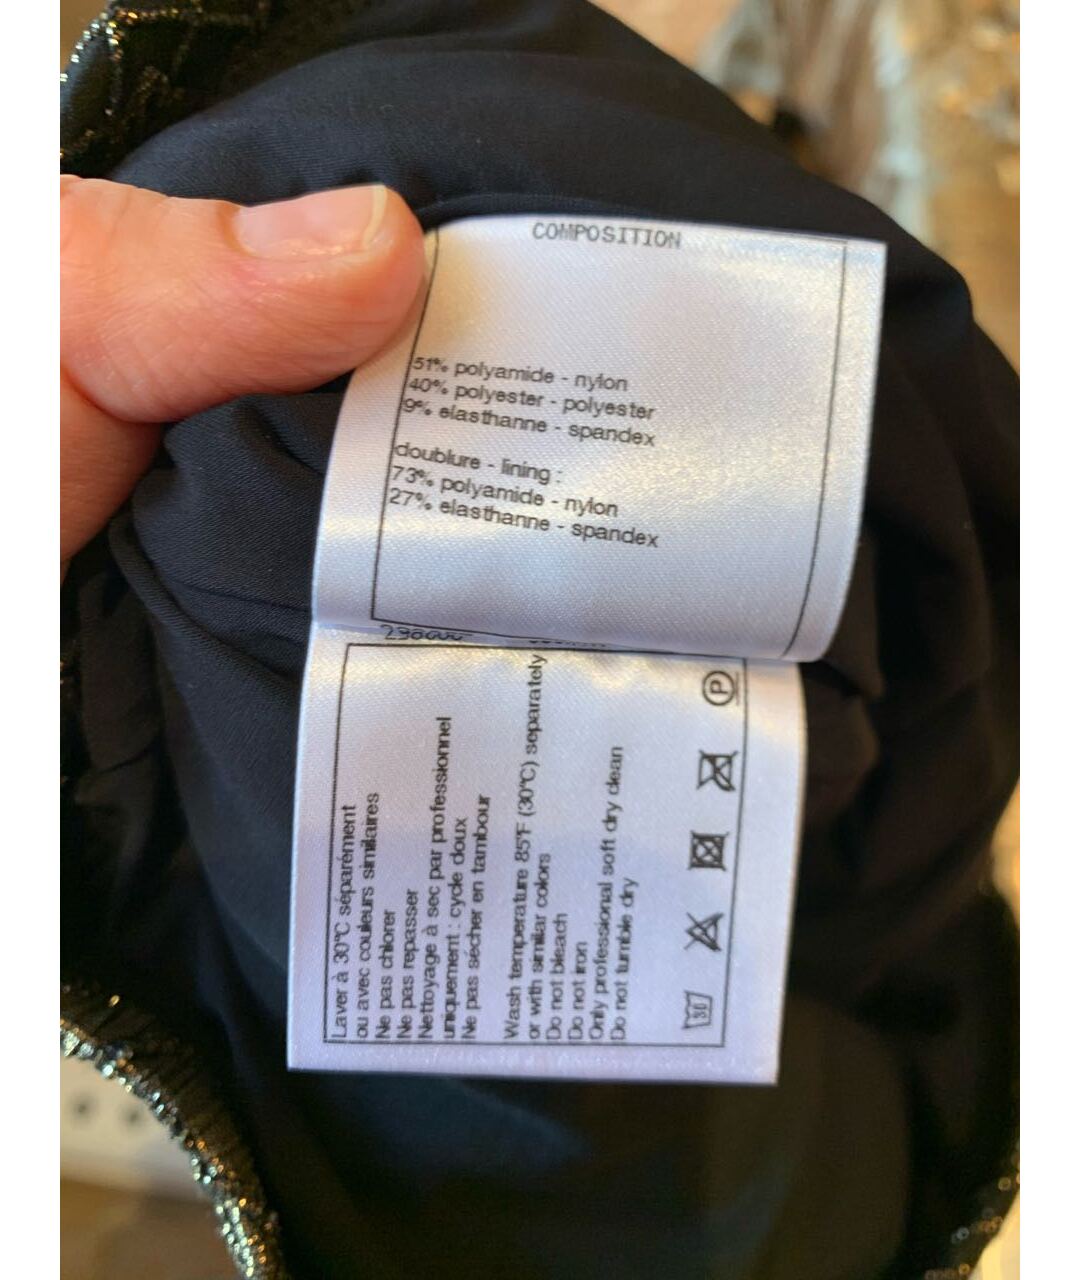 COMPOSITION
51% polyamide - nylon
40% polyester - polyester
9% elasthanne - spandex
doublure - lining :
73% polyamide - nylon
27% elasthanne - spandex
Laver à 30°C séparément
ou avec couleurs similaires
Ne pas chlorer
Ne pas repasser
Nettoyage à sec par professionnel
uniquement : cycle doux
Ne pas sécher en tambour
Wash temperature 85°F (30°C) separately
or with similar colors
Do not bleach
Do not iron
Only professional soft dry clean
Do not tumble dry
30
P